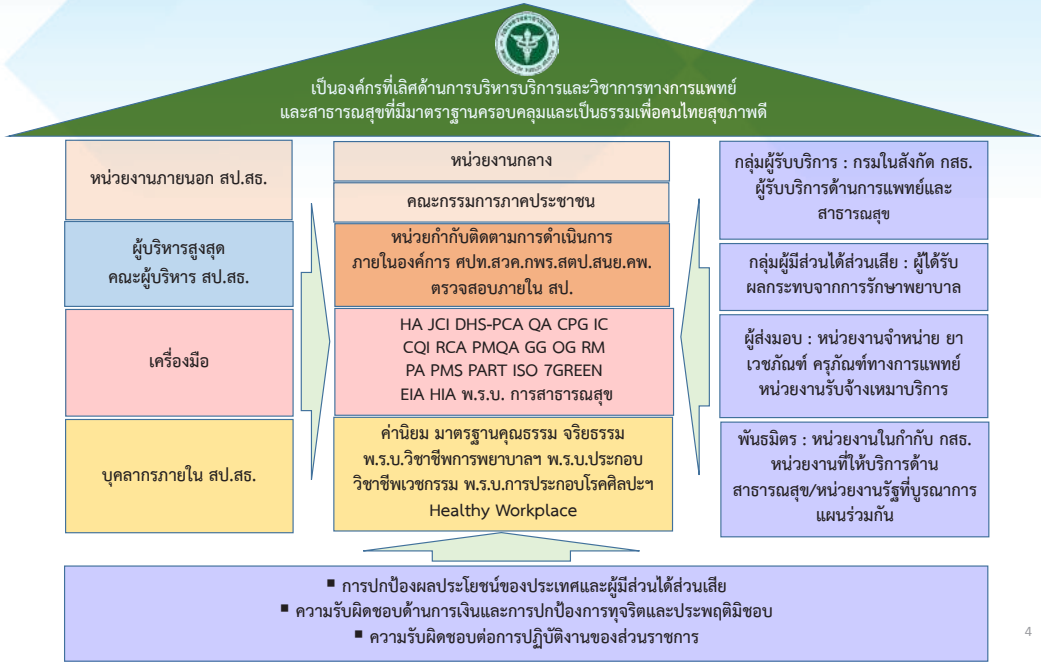 เป็นองค์กรที่เลิศด้านการบริหารบริการและวิชาการทางการแพทย์
และสาธารณสุขที่มีมาตราฐานครอบคลุมและเป็นธรรมเพื่อคนไทยสุขภาพดี
หน่วยงานภายนอก สป.สธ.
ผู้บริหารสูงสุด
คณะผู้บริหาร สป.สธ.
เครื่องมือ
บุคลากรภายใน สป.สธ.
หน่วยงานกลาง
คณะกรรมการภาคประชาชน
หน่วยกำกับติดตามการดำเนินการ
ภายในองค์การ ศปท.สวค.กพร.สตป.สนย.คพ.
ตรวจสอบภายใน สป.
HA JCI DHS-PCA QA CPG IC
CQI RCA PMQA GG OG RM
PA PMS PART ISO 7GREEN
EIA HIA พ.ร.บ. การสาธารณสุข
ค่านิยม มาตรฐานคุณธรรม จริยธรรม
พ.ร.บ.วิชาชีพการพยาบาลฯ พ.ร.บ.ประกอบ
วิชาชีพเวชกรรม พ.ร.บ.การประกอบโรคศิลปะฯ
Healthy Workplace
กลุ่มผู้รับบริการ : กรมในสังกัด กสธ.
ผู้รับบริการด้านการแพทย์และ
สาธารณสุข
กลุ่มผู้มีส่วนได้ส่วนเสีย : ผู้ได้รับ
ผลกระทบจากการรักษาพยาบาล
ผู้ส่งมอบ : หน่วยงานจำหน่าย ยา
เวชภัณฑ์ ครุภัณฑ์ทางการแพทย์
หน่วยงานรับจ้างเหมาบริการ
พันธมิตร : หน่วยงานในกำกับ กสธ.
หน่วยงานที่ให้บริการด้าน
สาธารณสุข/หน่วยงานรัฐที่บูรณาการ
แผนร่วมกัน
▪ การปกป้องผลประโยชน์ของประเทศและผู้มีส่วนได้ส่วนเสีย
▪ ความรับผิดชอบด้านการเงินและการปกป้องการทุจริตและประพฤติมิชอบ
▪ ความรับผิดชอบต่อการปฏิบัติงานของส่วนราชการ
4